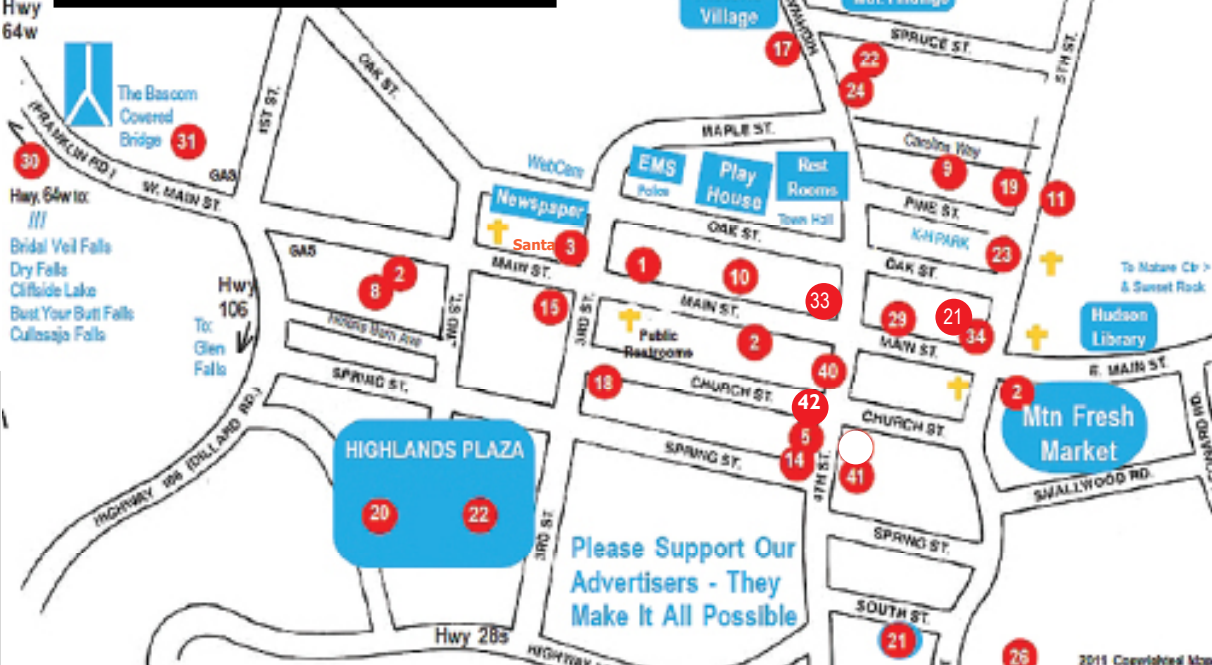 Hwy
64w
Village
HIGHWAY
SPRUCE ST.
5TH ST.
17
22
24
OAK ST.
1ST ST.
The Bascom
Covered
Bridge
31
30
(FRANKLIN RD.)
GAS
W. MAIN ST.
Hwy. 64w to:
///
Bridal Veil Falls
Dry Falls
Cliffside Lake
Bust Your Butt Falls
Cullasaja Falls
MAPLE ST.
Carolina Way
9
19
11
WebCam
EMS
Police
Play
House
Rest
Rooms
Town Hall
PINE ST.
K-H PARK
23
Newspaper
Santa
3
OAK ST.
OAK ST.
GAS
MAIN ST.
1
10
33
2
8
Hwy
106
To:
Glen
Falls
15
3RD ST.
2ND ST.
MAIN ST.
29
21
34
MAIN ST.
To Nature Ctr >
& Sunset Rock
Hudson
Library
E. MAIN ST.
Public
Restrooms
2
40
SPRING ST.
18
CHURCH ST.
42
5
14
4TH ST.
CHURCH ST.
41
2
Mtn Fresh
Market
SMALLWOOD RD.
HIGHWAY 106 (DILLARD RD.)
HIGHLANDS PLAZA
20
22
SPRING ST.
3RD ST.
SPRING ST.
Please Support Our
Advertisers - They
Make It All Possible
SOUTH ST.
21
26
Hwy 28s
HIGHWAY
2011 Copyrighted Map